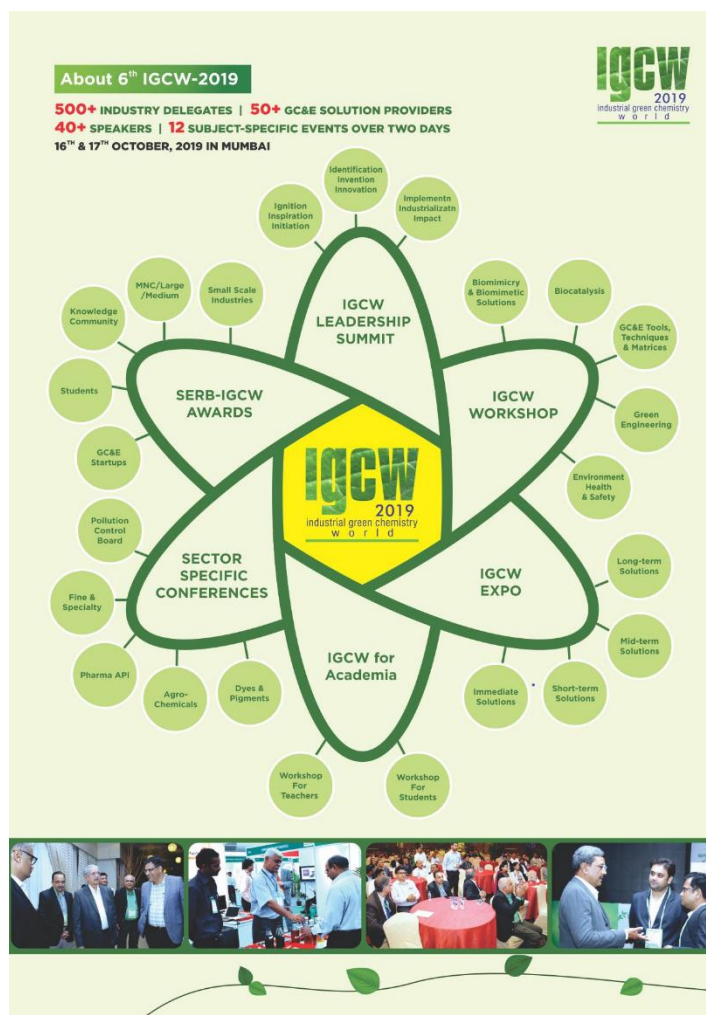 About 6th IGCW-2019
500+ INDUSTRY DELEGATES | 50+ GC&E SOLUTION PROVIDERS
40+ SPEAKERS | 12 SUBJECT-SPECIFIC EVENTS OVER TWO DAYS
16TH & 17TH OCTOBER, 2019 IN MUMBAI
Igcw
2019
industrial green chemistry
world
Identification
Invention
Innovation
Ignition
Inspiration
Initiation
Implementn
Industrializatn
Impact
IGCW
LEADERSHIP
SUMMIT
MNC/Large
/Medium
Small Scale
Industries
Knowledge
Community
Students
GC&E
Startups
SERB-IGCW
AWARDS
Biomimicry
& Biomimetic
Solutions
Biocatalysis
GC&E Tools,
Techniques
& Matrices
Green
Engineering
Environment
Health
& Safety
IGCW
WORKSHOP
Igcw
2019
industrial green chemistry
world
Pollution
Control
Board
Fine &
Specialty
Pharma API
Agro-
Chemicals
Dyes &
Pigments
SECTOR
SPECIFIC
CONFERENCES
IGCW
EXPO
Long-term
Solutions
Mid-term
Solutions
Short-term
Solutions
Immediate
Solutions
IGCW for
Academia
Workshop
For
Teachers
Workshop
For
Students